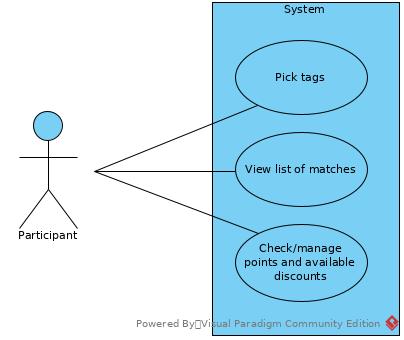 System
Pick tags
View list of matches
Participant
Check/manage
points and available
discounts
Powered By Visual Paradigm Community Edition